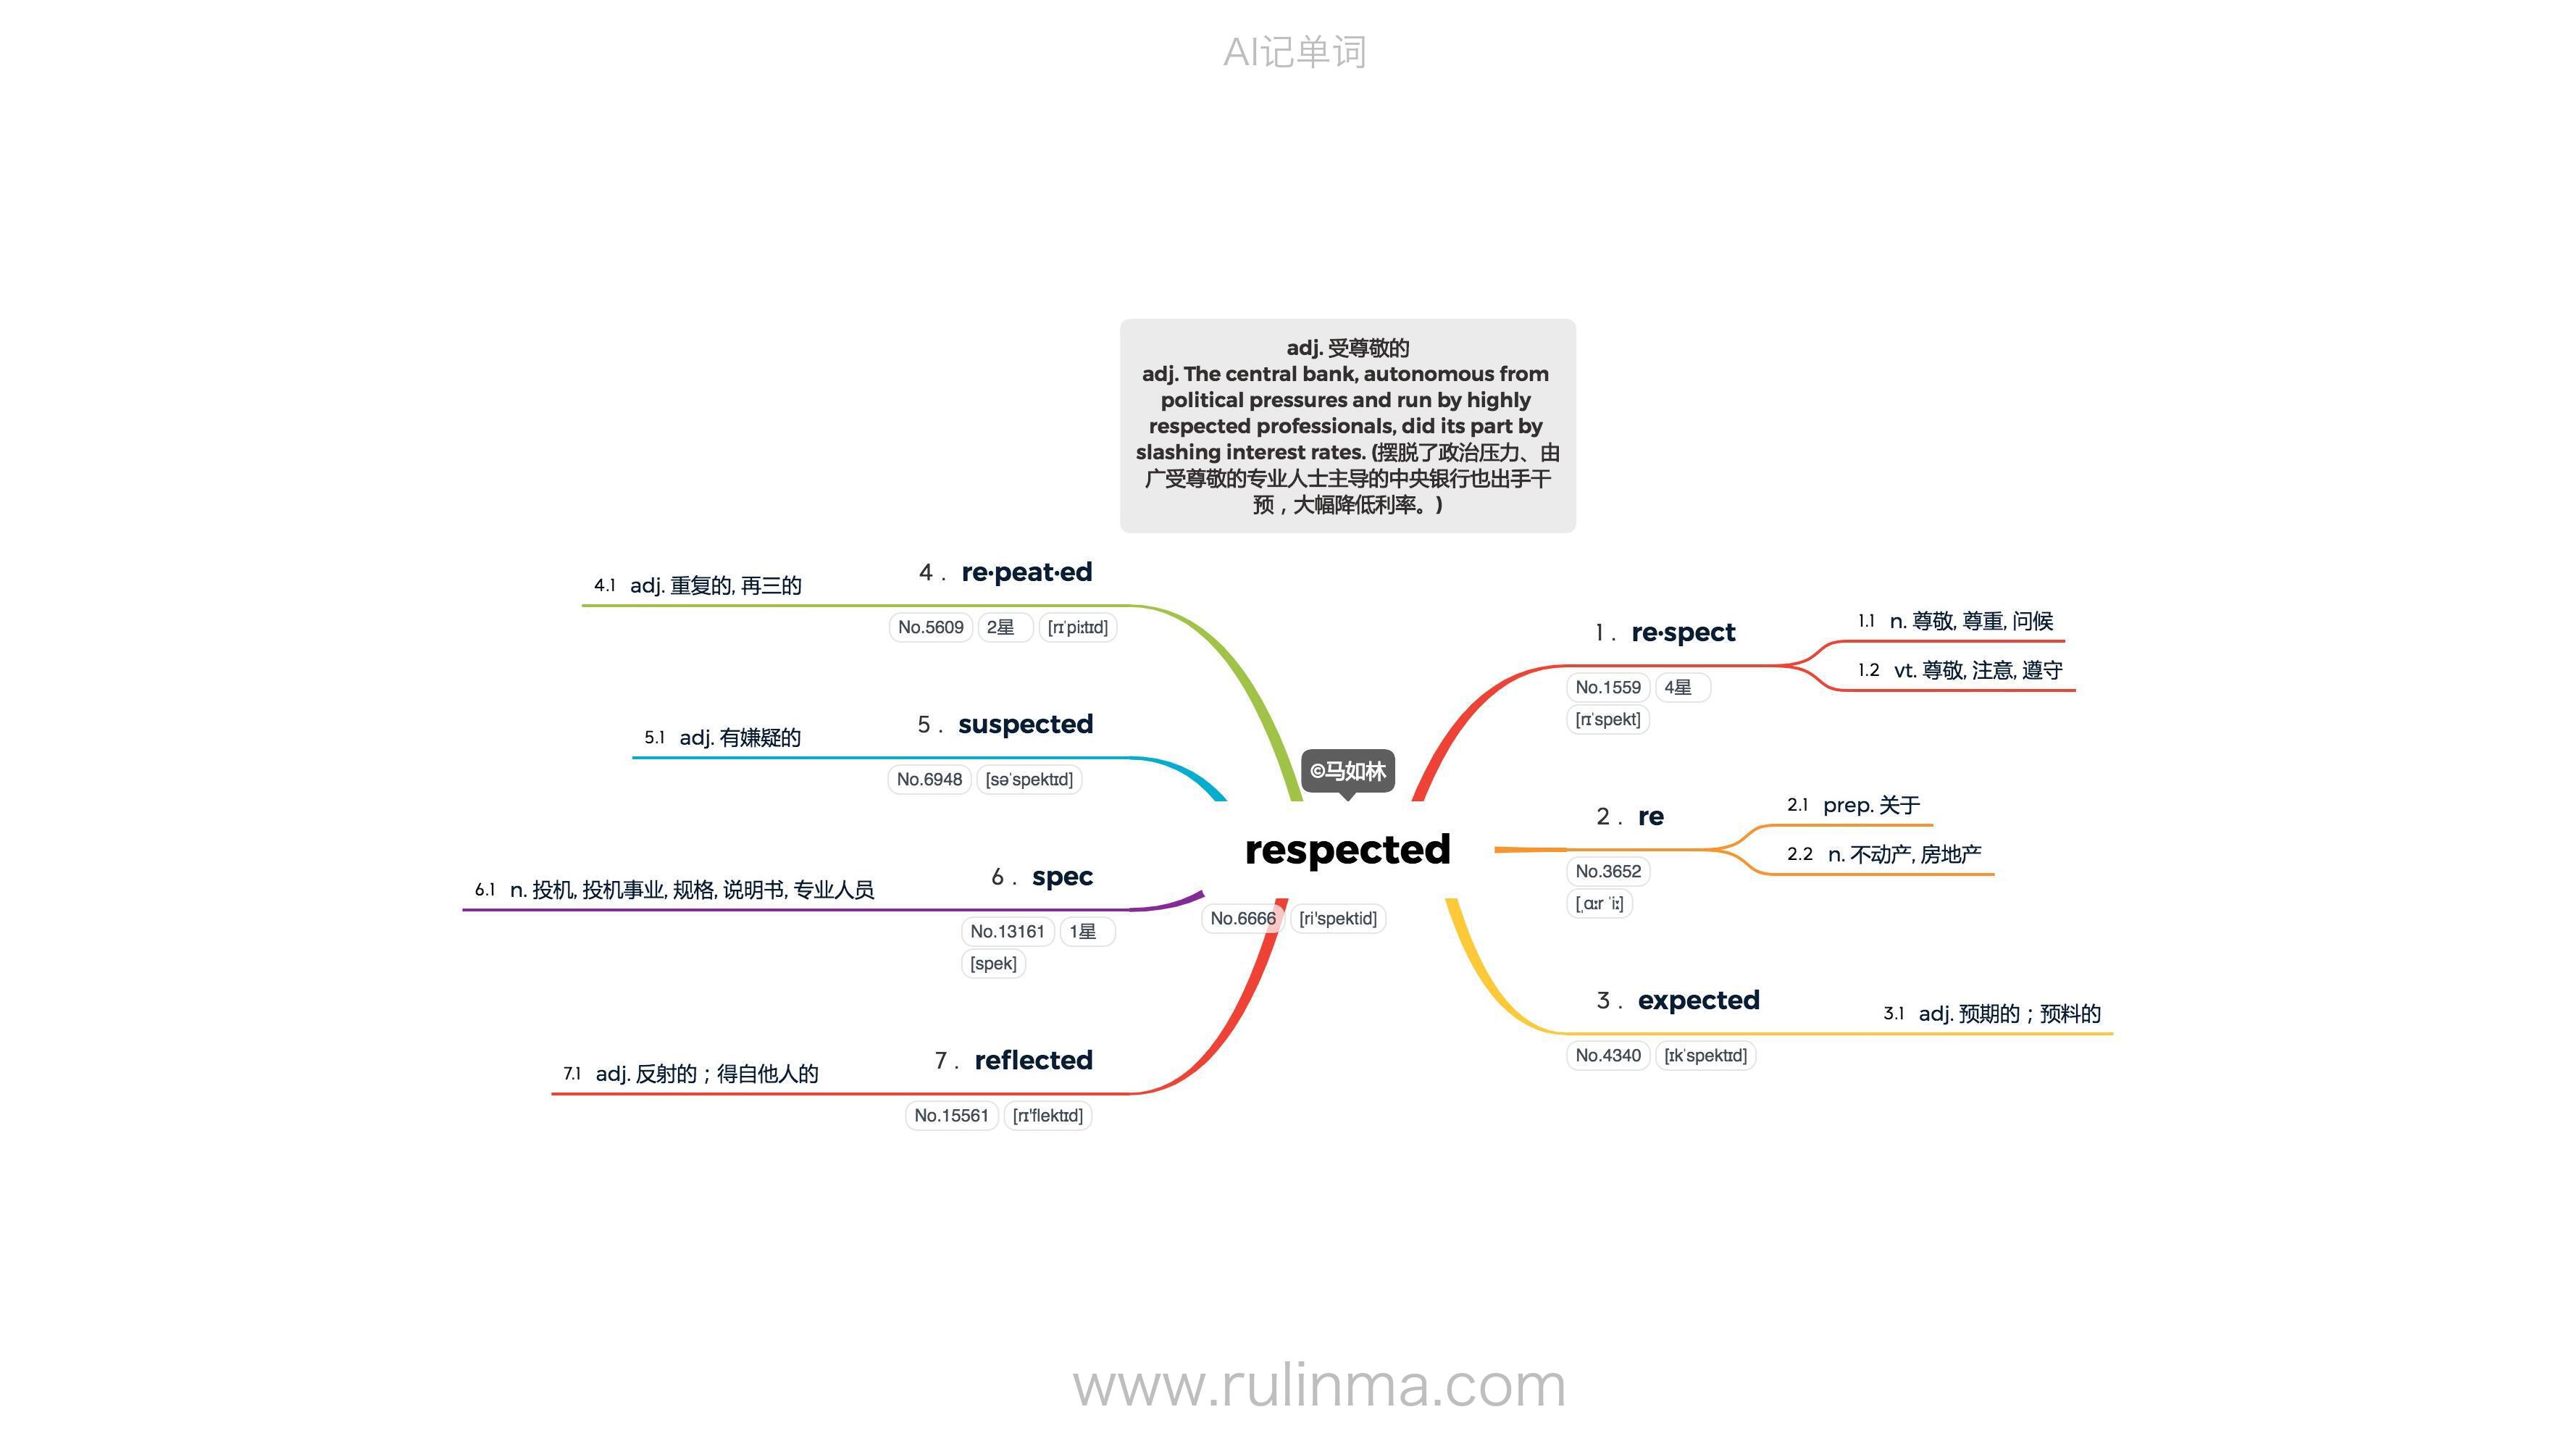 AI记单词
adj. 受尊敬的
adj. The central bank, autonomous from
political pressures and run by highly
respected professionals, did its part by
slashing interest rates. (摆脱了政治压力、由
广受尊敬的专业人士主导的中央银行也出手干
预，大幅降低利率。)
©马如林
respected
No.6666 [ri'spektid]
1 . re·spect
No.1559 4星
[rɪˈspekt]
1.1 n. 尊敬, 尊重, 问候
1.2 vt. 尊敬, 注意, 遵守
2 . re
No.3652
[ˌɑːr ˈiː]
2.1 prep. 关于
2.2 n. 不动产, 房地产
3 . expected
No.4340 [ɪkˈspektɪd]
3.1 adj. 预期的；预料的
4 . re·peat·ed
No.5609 2星 [rɪˈpiːtɪd]
4.1 adj. 重复的, 再三的
5 . suspected
No.6948 [səˈspektɪd]
5.1 adj. 有嫌疑的
6 . spec
No.13161 1星
[spek]
6.1 n. 投机, 投机事业, 规格, 说明书, 专业人员
7 . reflected
No.15561 [rɪ'flektɪd]
7.1 adj. 反射的；得自他人的
www.rulinma.com